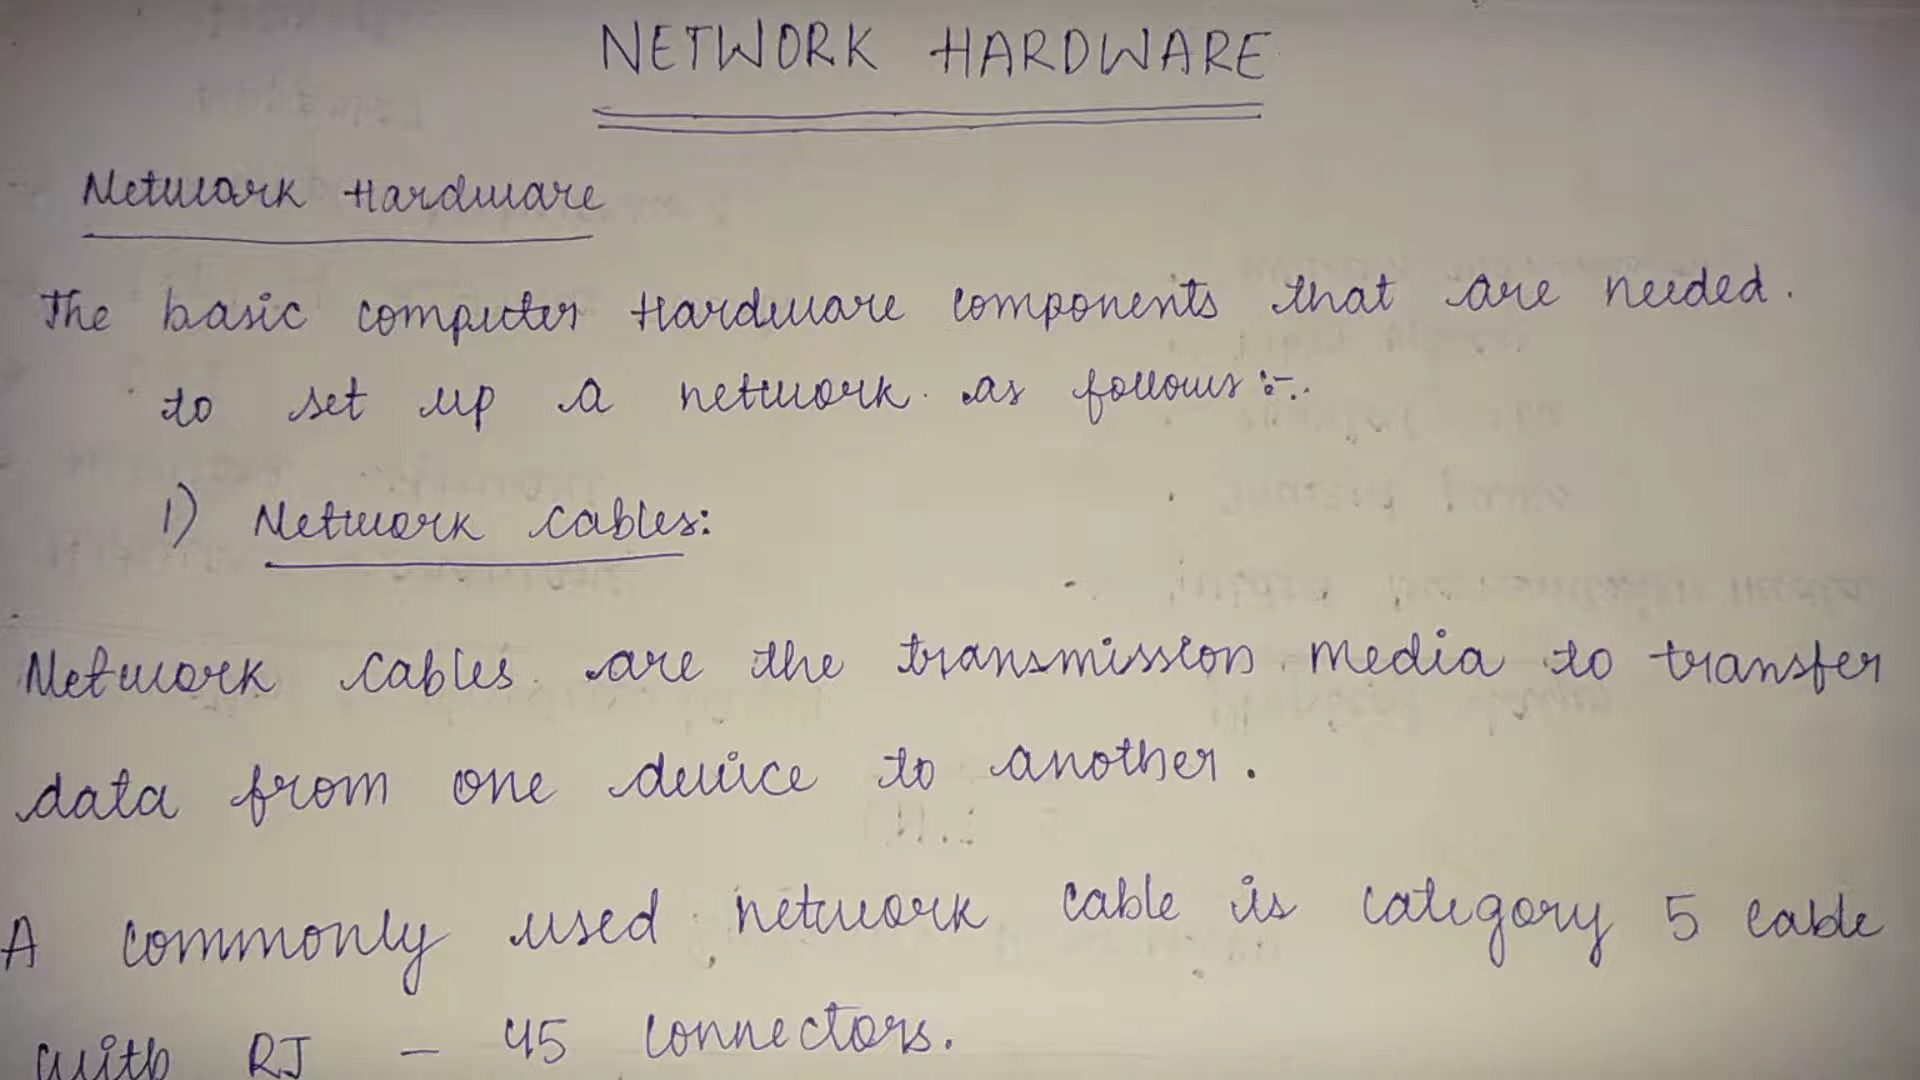 NETWORK HARDWARE
Network Hardware
The basic computer Hardware components that are needed.
to set up a network as follows :-
1) Network cables:
Network cables are the transmission media to transfer
data from one device to another.
A commonly used network cable is category 5 cable
with RJ - 45 connectors.